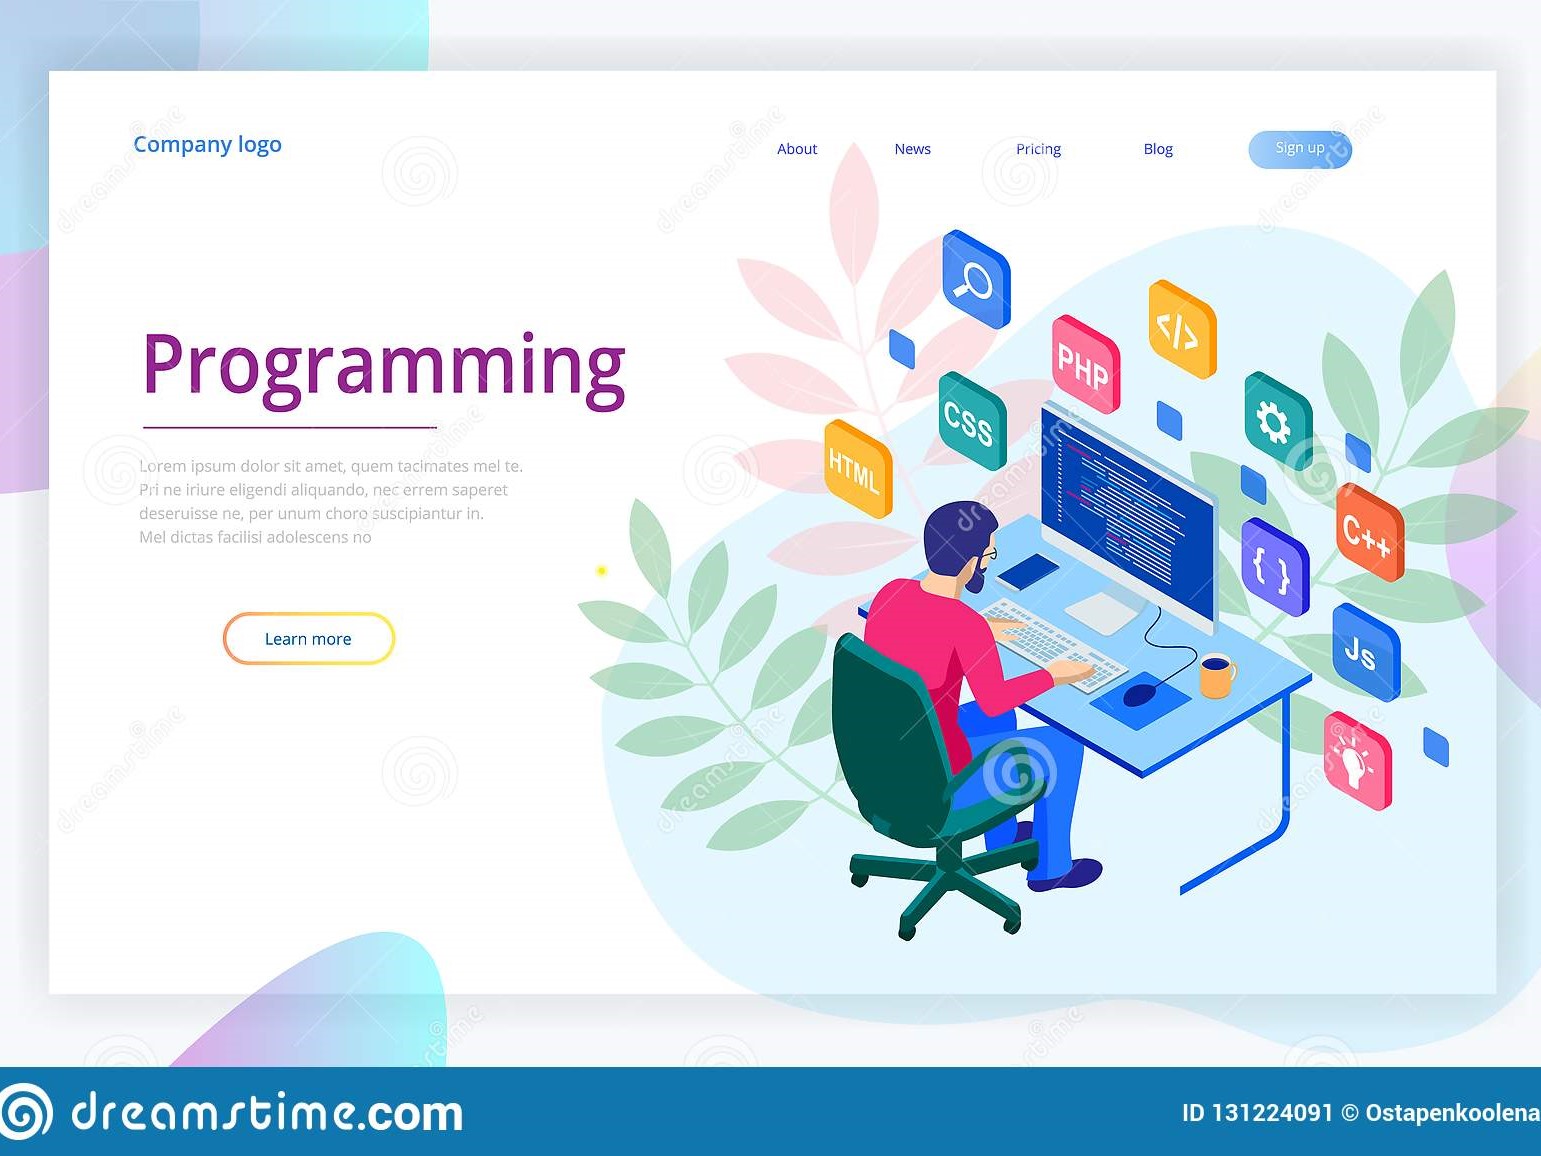 Company logo
About
News
Pricing
Blog
Sign up
Programming
Lorem ipsum dolor sit amet, quem tacimates mel te.
Pri ne iriure eligendi aliquando, nec errem saperet
deseruisse ne, per unum choro suscipiantur in.
Mel dictas facilisi adolescens no
Learn more
PHP
</>
CSS
HTML
C++
{ }
Js
dreamstime.com
ID 131224091 © Ostapenkoolena